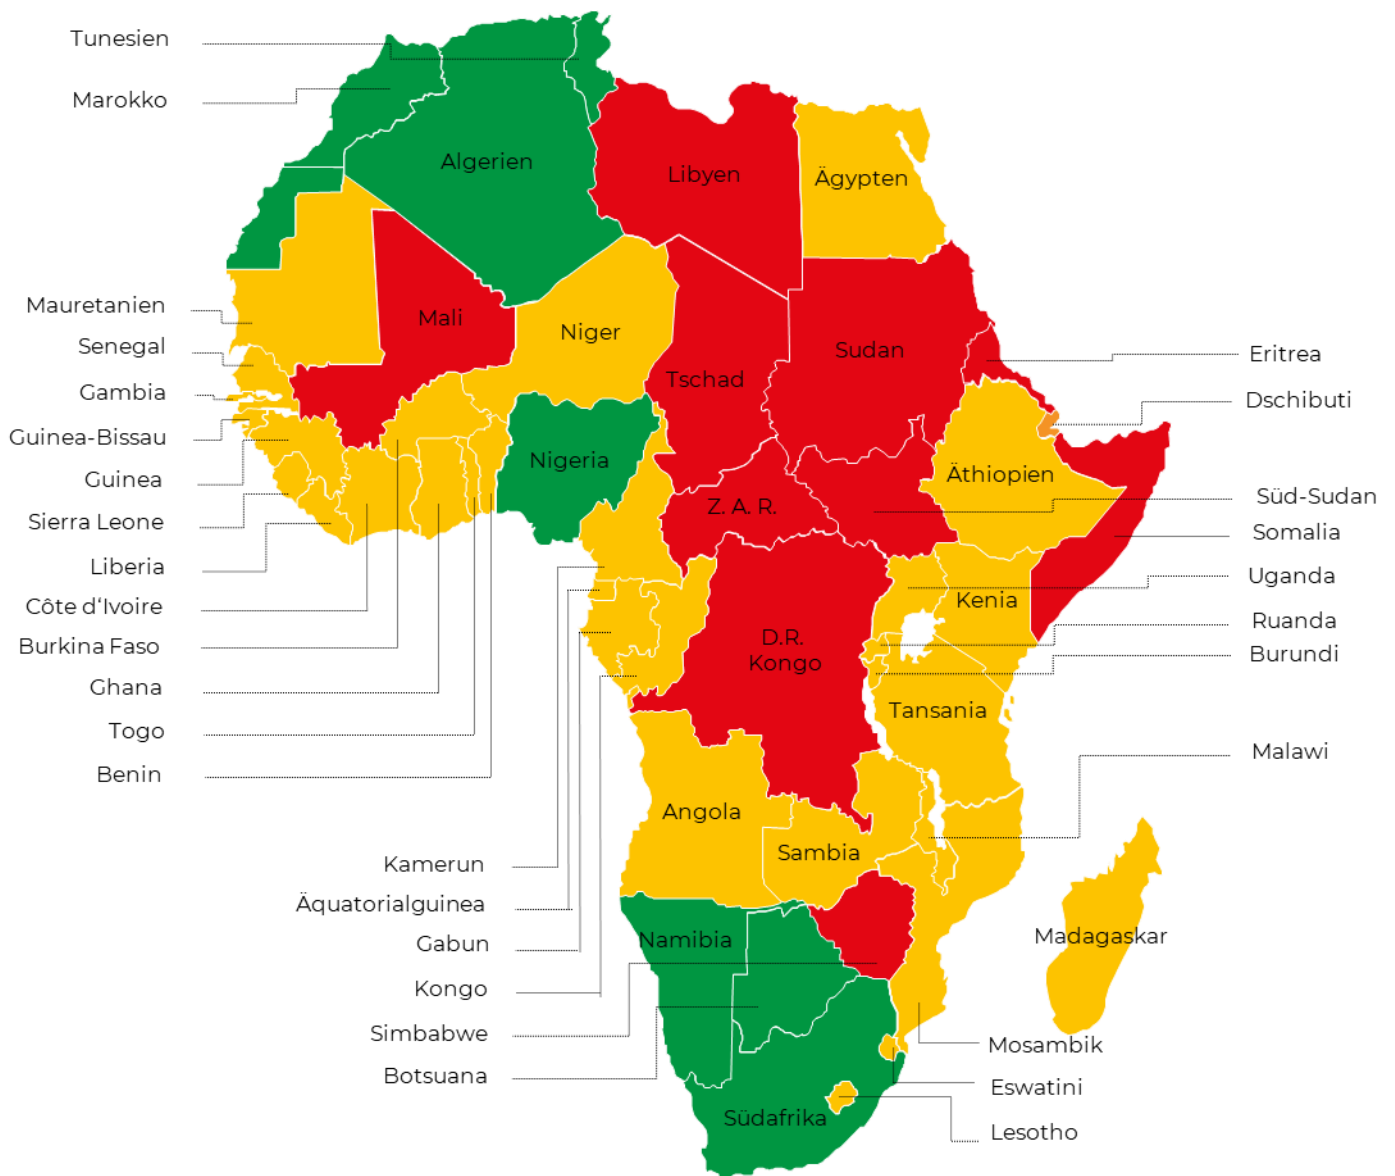 Tunesien
Marokko
Algerien
Libyen
Ägypten
Mauretanien
Senegal
Gambia
Guinea-Bissau
Guinea
Sierra Leone
Liberia
Côte d‘Ivoire
Burkina Faso
Ghana
Togo
Benin
Mali
Niger
Tschad
Sudan
Nigeria
Z. A. R.
Äthiopien
Eritrea
Dschibuti
Süd-Sudan
Somalia
Uganda
Ruanda
Burundi
Kenia
D.R.
Kongo
Tansania
Malawi
Angola
Sambia
Kamerun
Äquatorialguinea
Gabun
Kongo
Simbabwe
Botsuana
Namibia
Madagaskar
Südafrika
Mosambik
Eswatini
Lesotho